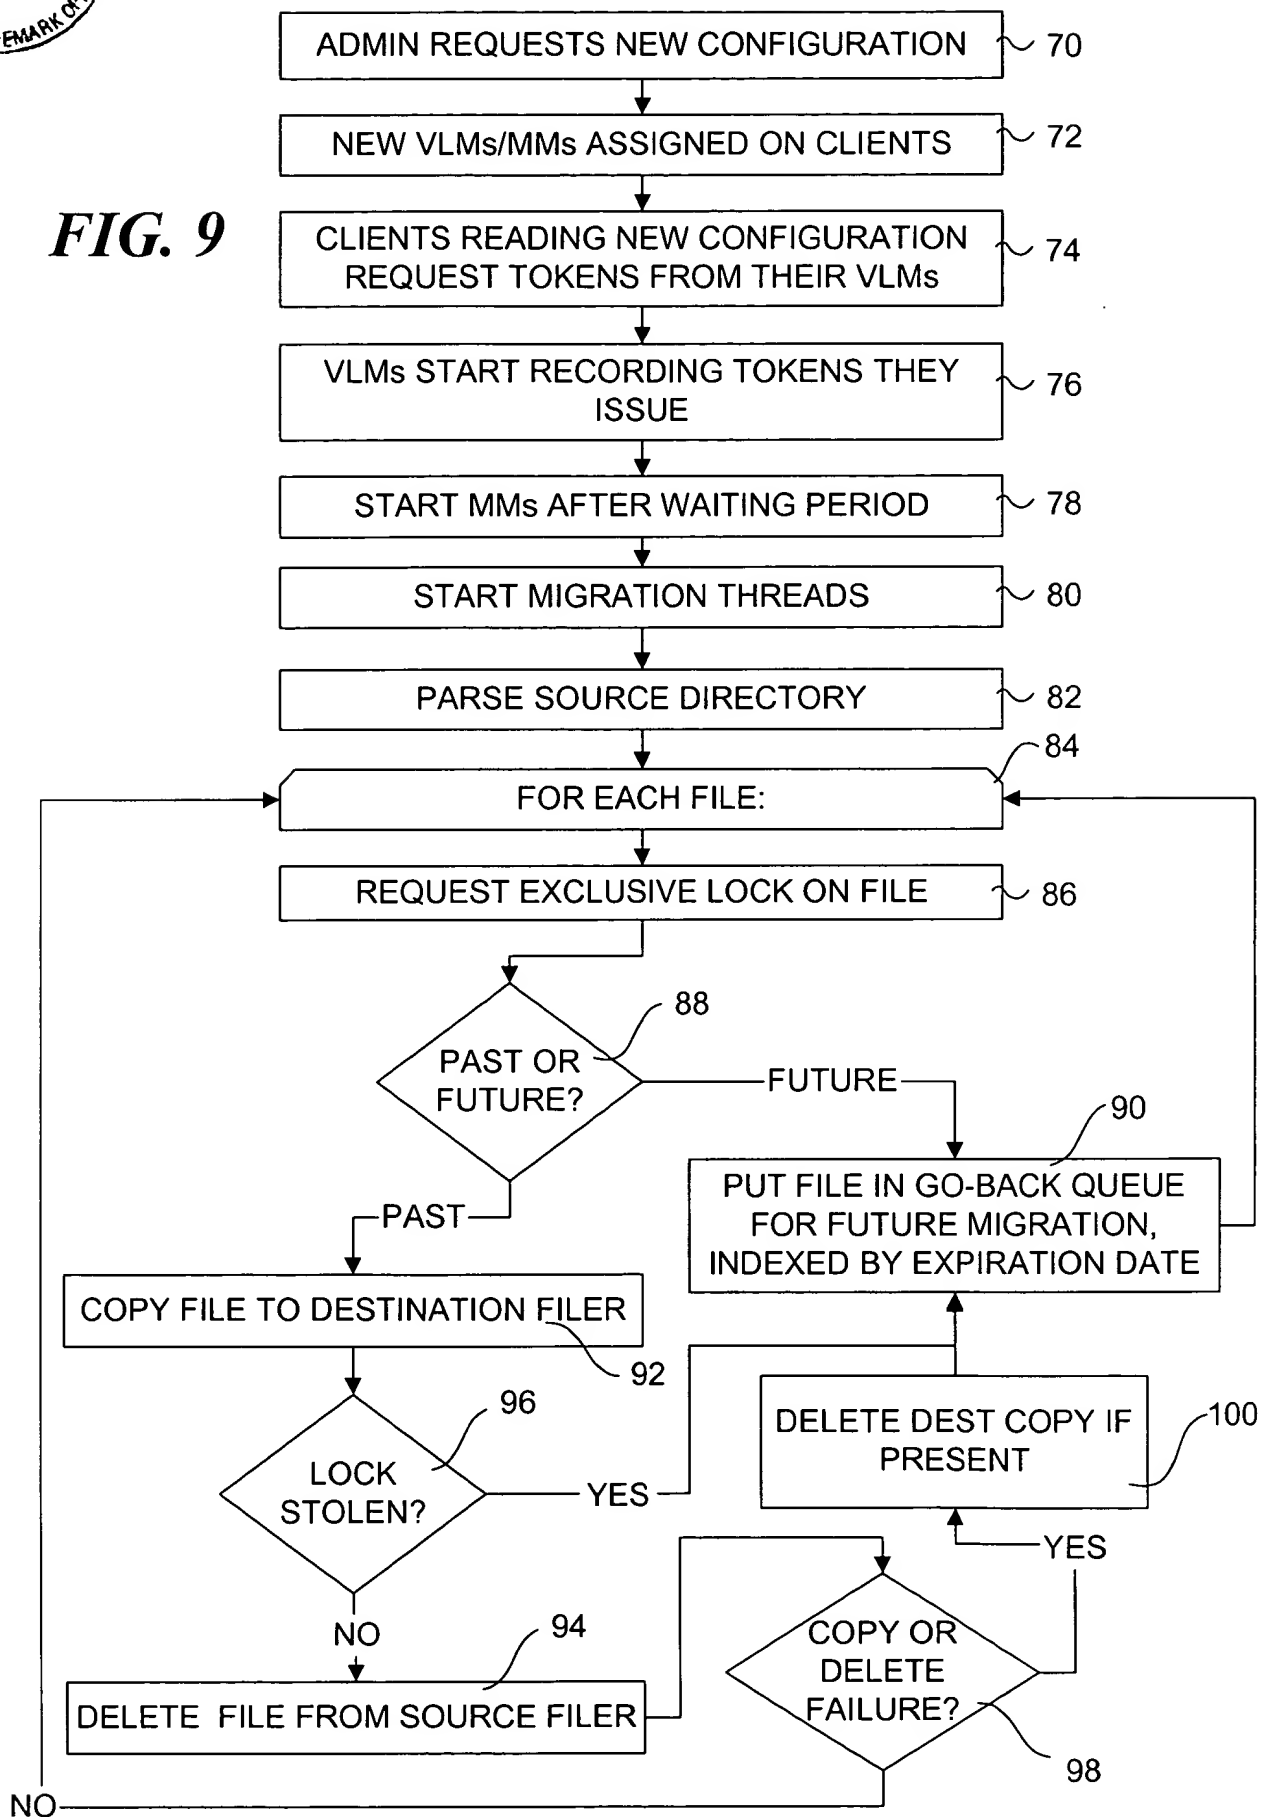 EMARK OF
ADMIN REQUESTS NEW CONFIGURATION
70
NEW VLMs/MMs ASSIGNED ON CLIENTS
72
FIG. 9
CLIENTS READING NEW CONFIGURATION
REQUEST TOKENS FROM THEIR VLMs
74
VLMs START RECORDING TOKENS THEY
ISSUE
76
START MMs AFTER WAITING PERIOD
78
START MIGRATION THREADS
80
PARSE SOURCE DIRECTORY
82
84
FOR EACH FILE:
REQUEST EXCLUSIVE LOCK ON FILE
86
88
PAST OR
FUTURE?
FUTURE
90
PUT FILE IN GO-BACK QUEUE
FOR FUTURE MIGRATION,
INDEXED BY EXPIRATION DATE
PAST
COPY FILE TO DESTINATION FILER
92
96
LOCK
STOLEN?
YES
DELETE DEST COPY IF
PRESENT
100
YES
NO
94
DELETE FILE FROM SOURCE FILER
COPY OR
DELETE
FAILURE?
98
NO